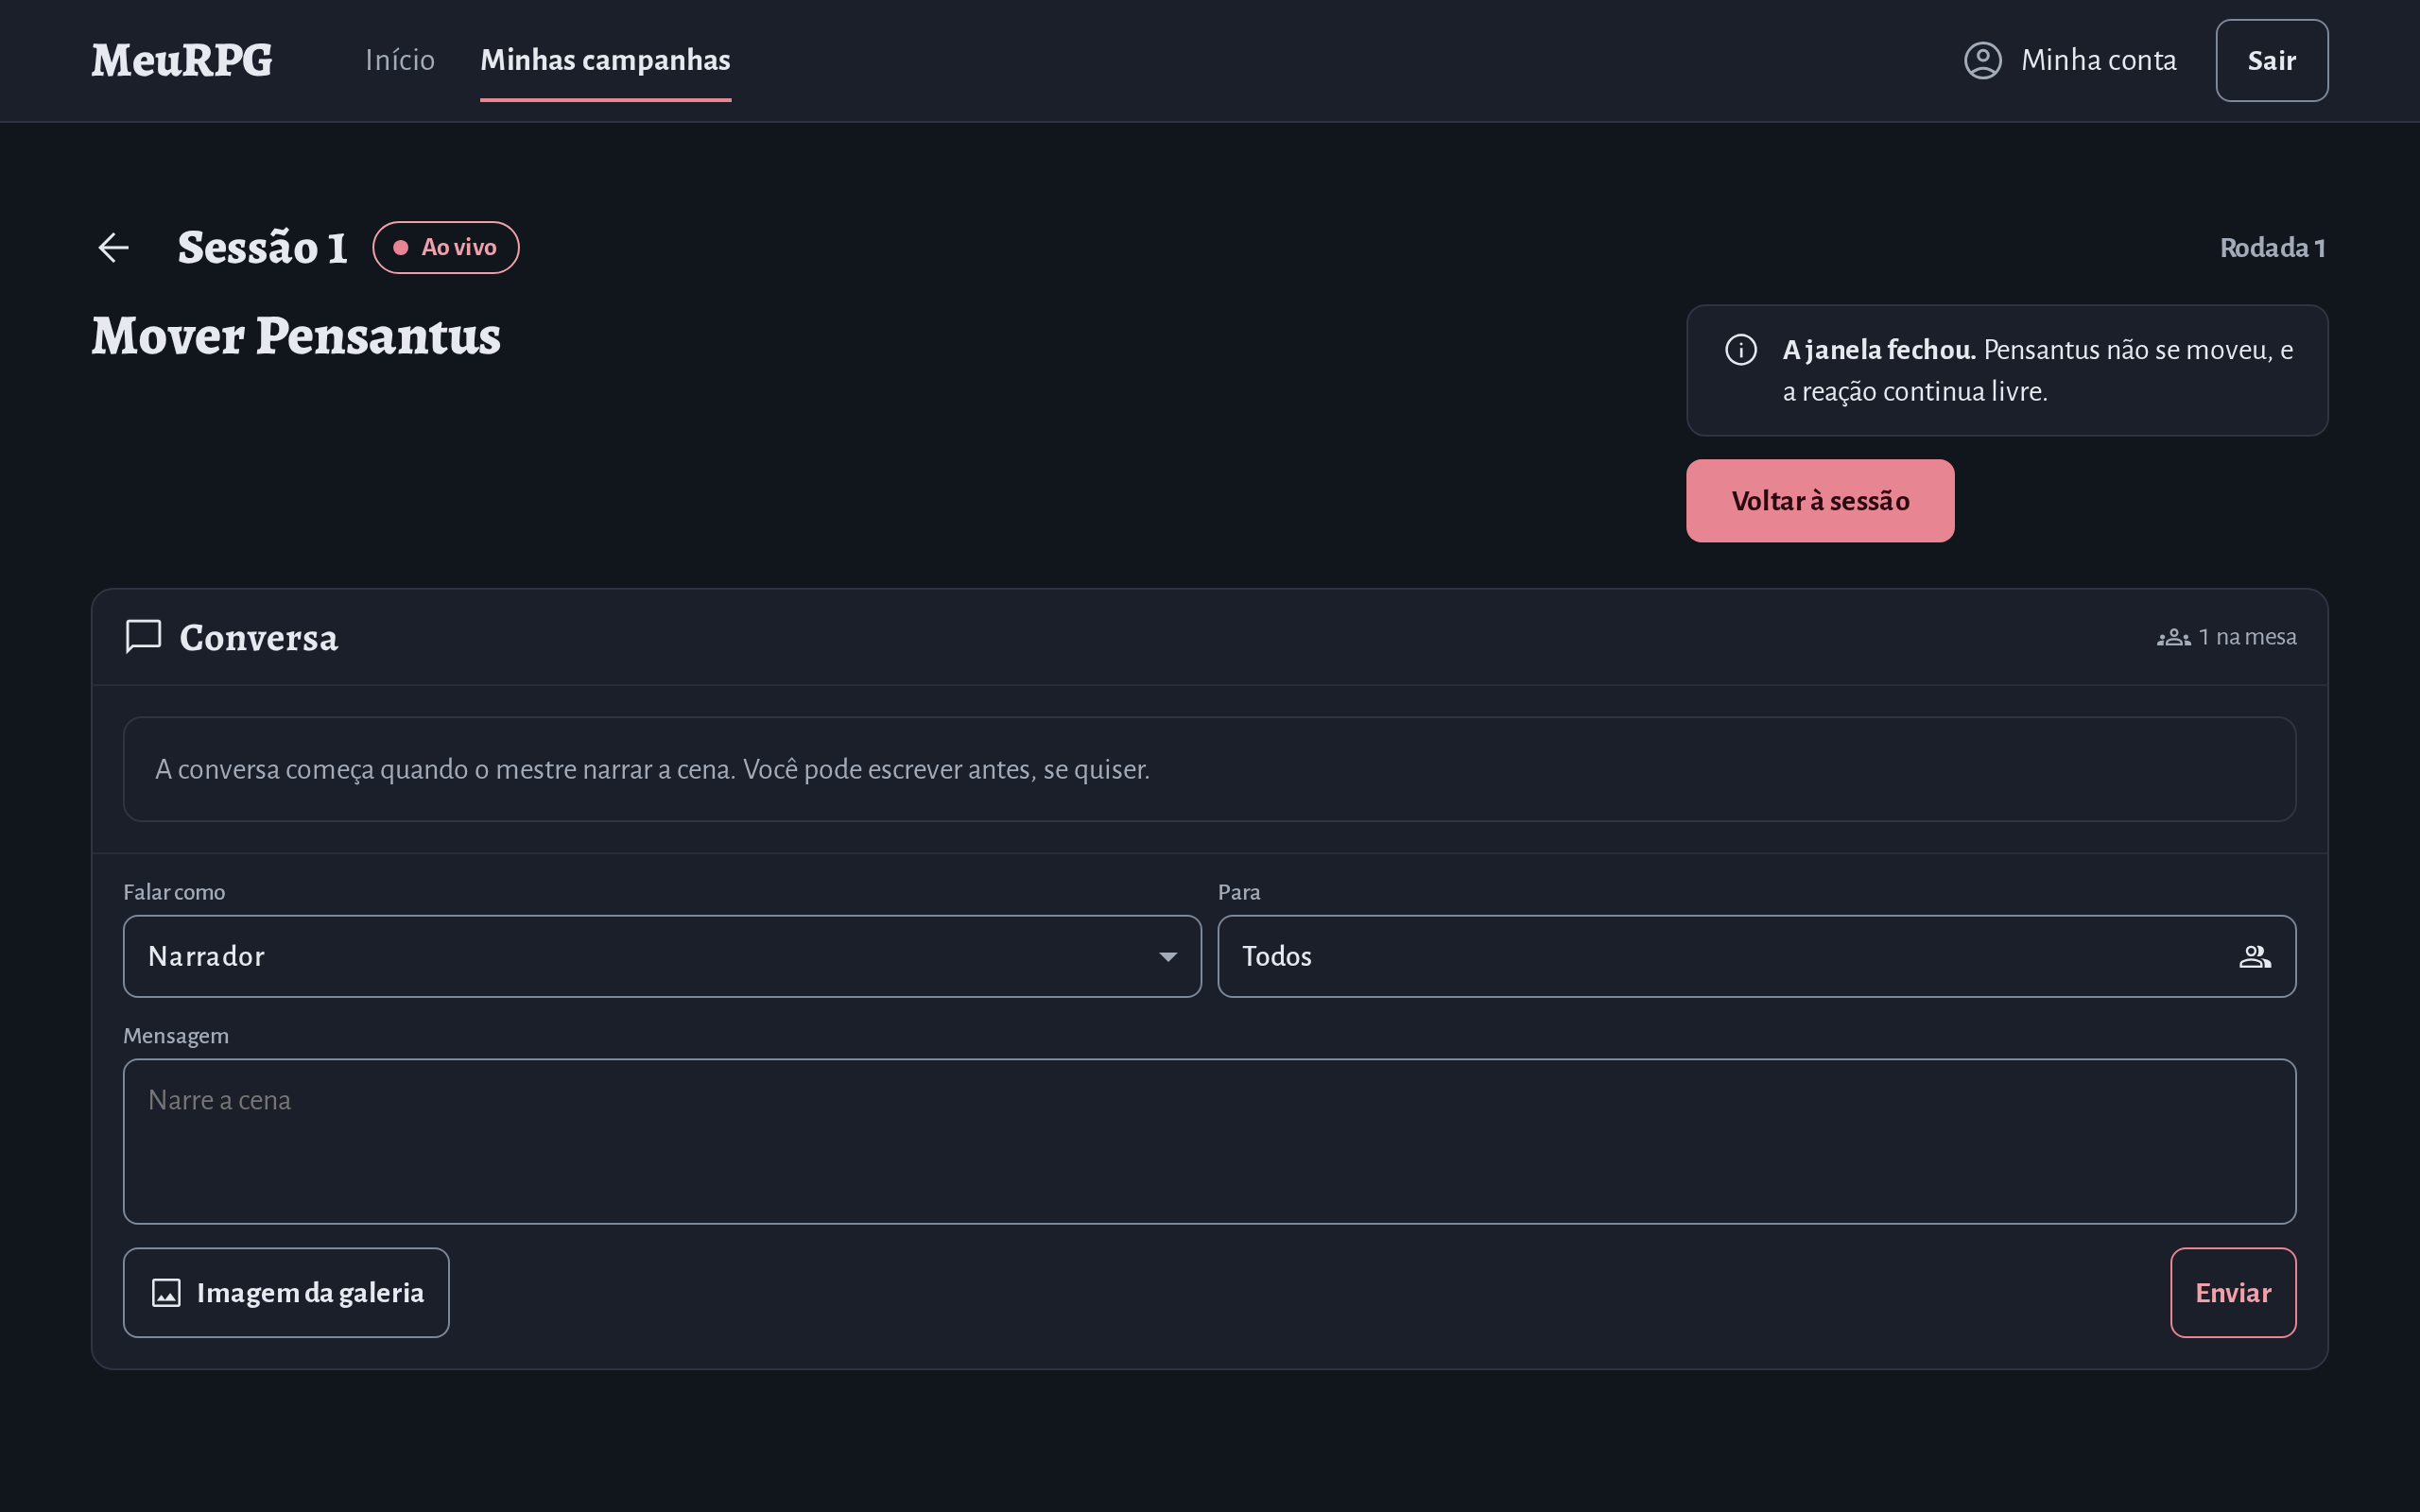 MeuRPG
Início
Minhas campanhas
Minha conta
Sair
Sessão 1
Ao vivo
Rodada 1
Mover Pensantus
A janela fechou. Pensantus não se moveu, e
a reação continua livre.
Voltar à sessão
Conversa
1 na mesa
A conversa começa quando o mestre narrar a cena. Você pode escrever antes, se quiser.
Falar como
Para
Narrador
Todos
Mensagem
Narre a cena
Imagem da galeria
Enviar